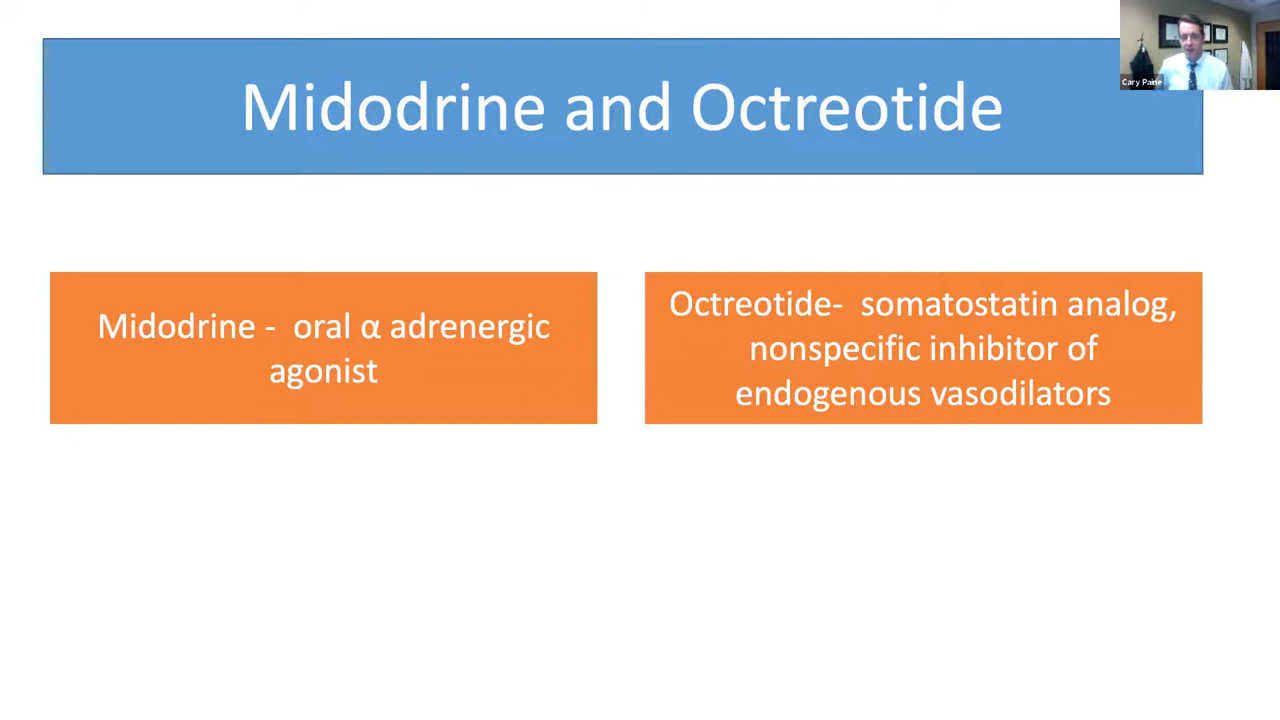 Midodrine and Octreotide
Cary Paine
Midodrine -  oral α adrenergic
agonist
Octreotide-  somatostatin analog,
nonspecific inhibitor of
endogenous vasodilators